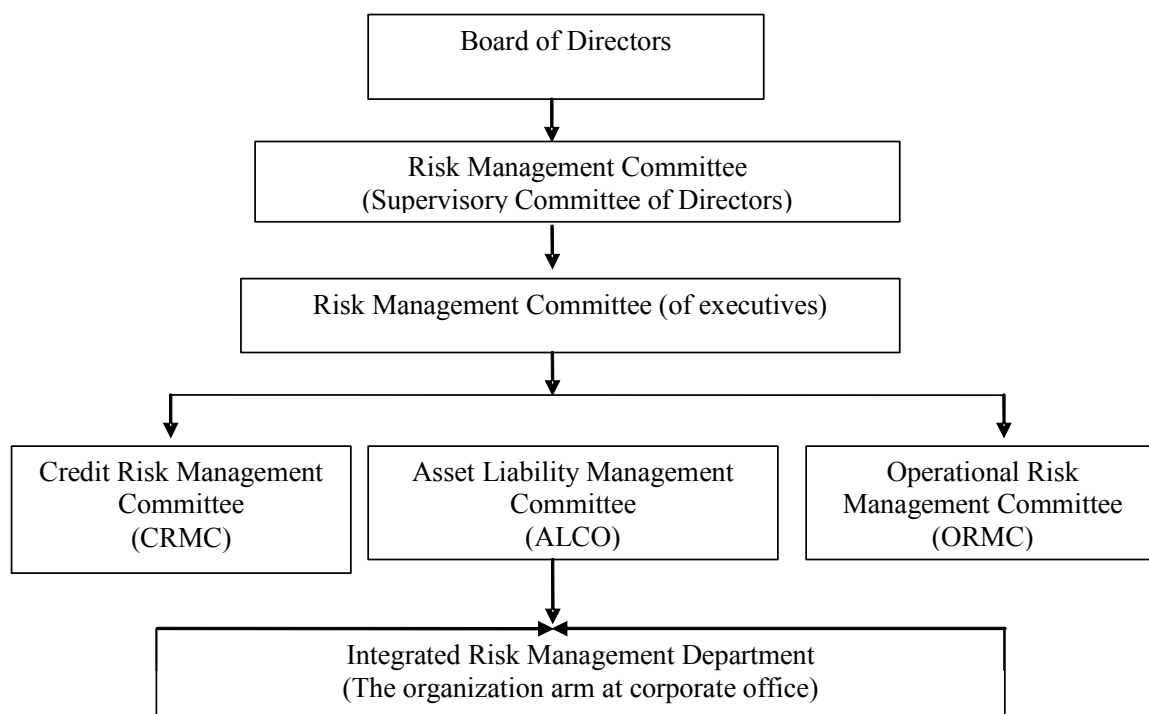 Board of Directors
Risk Management Committee
(Supervisory Committee of Directors)
Risk Management Committee (of executives)
Credit Risk Management
Committee
(CRMC)
Asset Liability Management
Committee
(ALCO)
Operational Risk
Management Committee
(ORMC)
Integrated Risk Management Department
(The organization arm at corporate office)